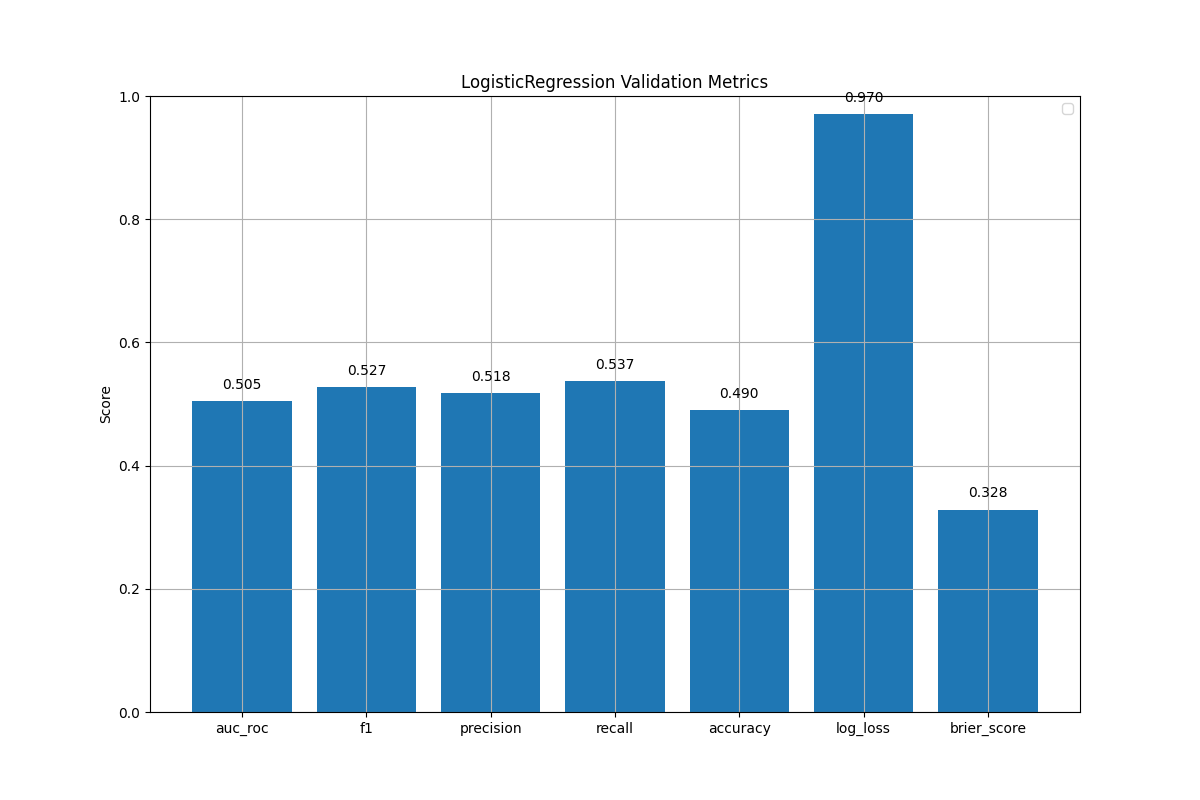 LogisticRegression Validation Metrics
1.0
0.8
0.6
0.4
0.2
0.0
Score
0.505
0.527
0.518
0.537
0.490
0.970
0.328
auc_roc
f1
precision
recall
accuracy
log_loss
brier_score